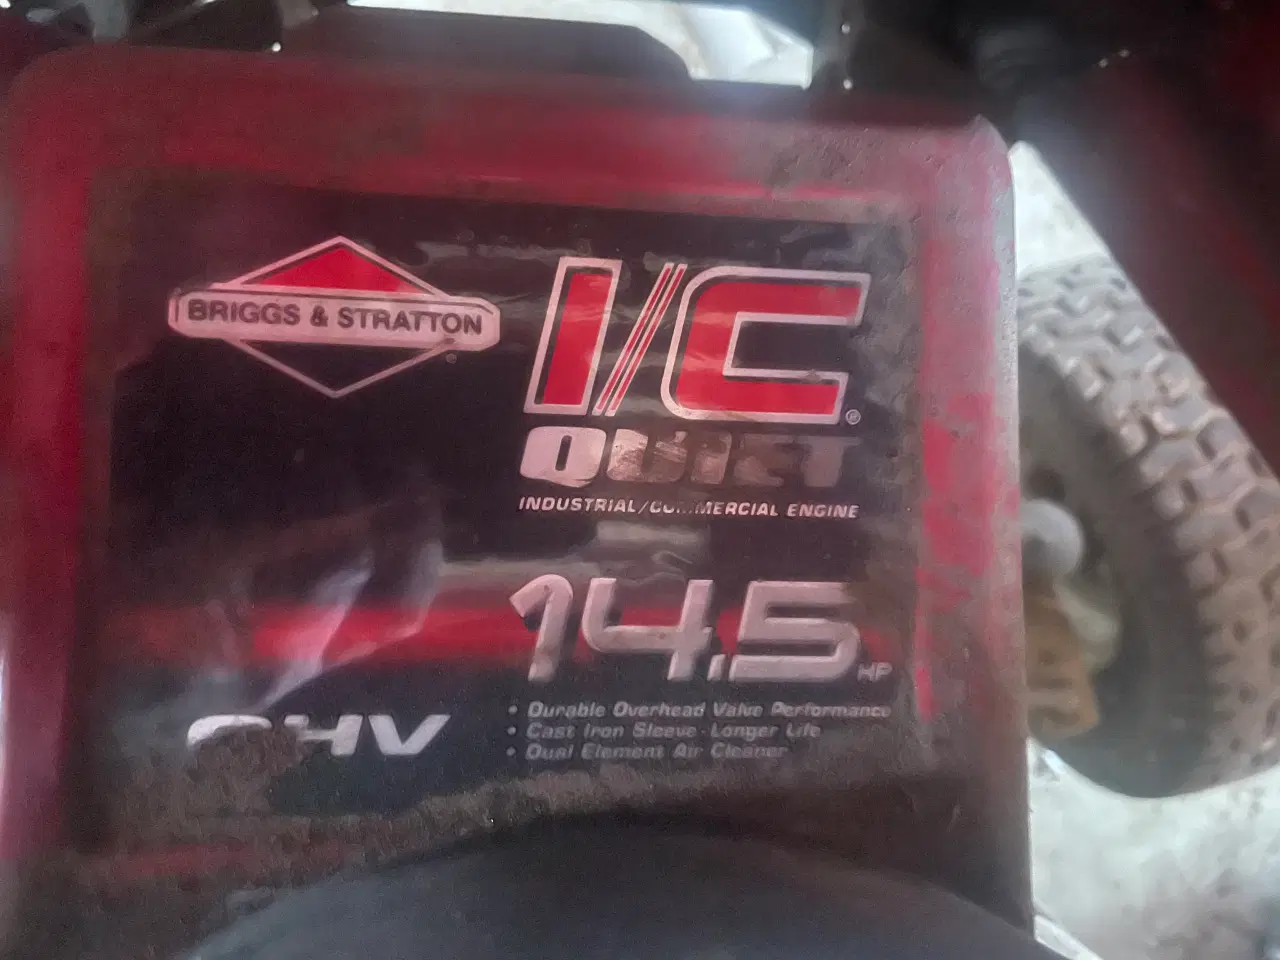 BRIGGS & STRATTON
I/C
QUIET
INDUSTRIAL/COMMERCIAL ENGINE
14.5 HP
OHV
• Durable Overhead Valve Performance
• Cast Iron Sleeve - Longer Life
• Dual Element Air Cleaner